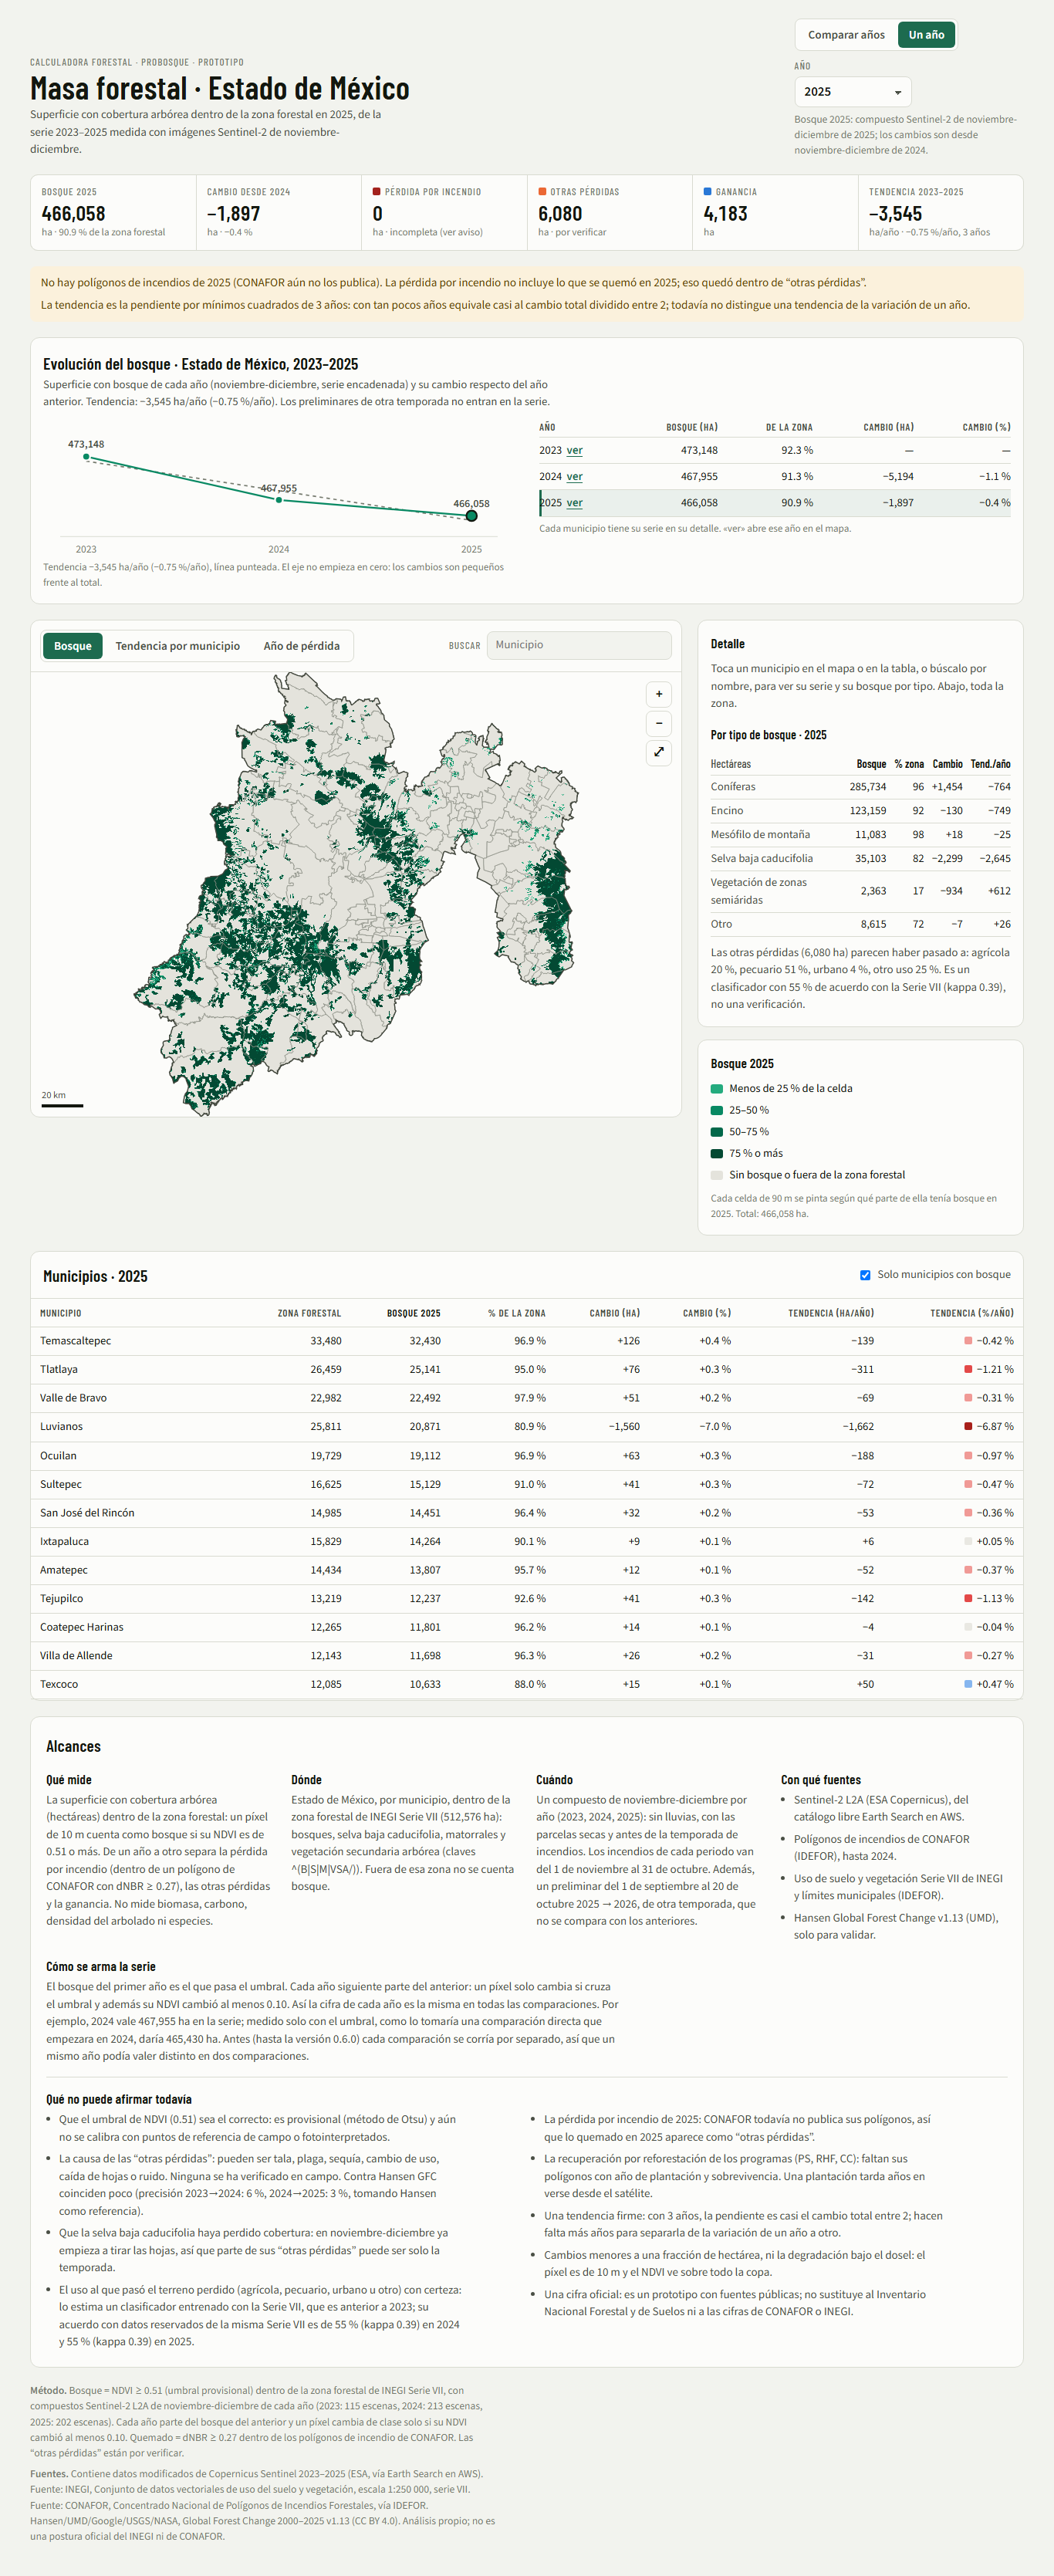 Comparar años Un año
CALCULADORA FORESTAL · PROBOSQUE · PROTOTIPO
Masa forestal · Estado de México
Superficie con cobertura arbórea dentro de la zona forestal en 2025, de la
serie 2023–2025 medida con imágenes Sentinel-2 de noviembre-
diciembre.
AÑO
2025
Bosque 2025: compuesto Sentinel-2 de noviembre-
diciembre de 2025; los cambios son desde
noviembre-diciembre de 2024.
BOSQUE 2025
466,058
ha · 90.9 % de la zona forestal
CAMBIO DESDE 2024
−1,897
ha · −0.4 %
PÉRDIDA POR INCENDIO
0
ha · incompleta (ver aviso)
OTRAS PÉRDIDAS
6,080
ha · por verificar
GANANCIA
4,183
ha
TENDENCIA 2023–2025
−3,545
ha/año · −0.75 %/año, 3 años
No hay polígonos de incendios de 2025 (CONAFOR aún no los publica). La pérdida por incendio no incluye lo que se quemó en 2025; eso quedó dentro de “otras pérdidas”.
La tendencia es la pendiente por mínimos cuadrados de 3 años: con tan pocos años equivale casi al cambio total dividido entre 2; todavía no distingue una tendencia de la variación de un año.
Evolución del bosque · Estado de México, 2023–2025
Superficie con bosque de cada año (noviembre-diciembre, serie encadenada) y su cambio respecto del año
anterior. Tendencia: −3,545 ha/año (−0.75 %/año). Los preliminares de otra temporada no entran en la serie.
473,148
467,955
466,058
2023 2024 2025
Tendencia −3,545 ha/año (−0.75 %/año), línea punteada. El eje no empieza en cero: los cambios son pequeños
frente al total.
AÑO BOSQUE (HA) DE LA ZONA CAMBIO (HA) CAMBIO (%)
2023 ver 473,148 92.3 % — —
2024 ver 467,955 91.3 % −5,194 −1.1 %
2025 ver 466,058 90.9 % −1,897 −0.4 %
Cada municipio tiene su serie en su detalle. «ver» abre ese año en el mapa.
Bosque Tendencia por municipio Año de pérdida BUSCAR Municipio
+
−
20 km
Detalle
Toca un municipio en el mapa o en la tabla, o búscalo por
nombre, para ver su serie y su bosque por tipo. Abajo, toda la
zona.
Por tipo de bosque · 2025
Hectáreas Bosque % zona Cambio Tend./año
Coníferas 285,734 96 +1,454 −764
Encino 123,159 92 −130 −749
Mesófilo de montaña 11,083 98 +18 −25
Selva baja caducifolia 35,103 82 −2,299 −2,645
Vegetación de zonas
semiáridas 2,363 17 −934 +612
Otro 8,615 72 −7 +26
Las otras pérdidas (6,080 ha) parecen haber pasado a: agrícola
20 %, pecuario 51 %, urbano 4 %, otro uso 25 %. Es un
clasificador con 55 % de acuerdo con la Serie VII (kappa 0.39),
no una verificación.
Bosque 2025
Menos de 25 % de la celda
25–50 %
50–75 %
75 % o más
Sin bosque o fuera de la zona forestal
Cada celda de 90 m se pinta según qué parte de ella tenía bosque en
2025. Total: 466,058 ha.
Municipios · 2025
Solo municipios con bosque
MUNICIPIO ZONA FORESTAL BOSQUE 2025 % DE LA ZONA CAMBIO (HA) CAMBIO (%) TENDENCIA (HA/AÑO) TENDENCIA (%/AÑO)
Temascaltepec 33,480 32,430 96.9 % +126 +0.4 % −139 −0.42 %
Tlatlaya 26,459 25,141 95.0 % +76 +0.3 % −311 −1.21 %
Valle de Bravo 22,982 22,492 97.9 % +51 +0.2 % −69 −0.31 %
Luvianos 25,811 20,871 80.9 % −1,560 −7.0 % −1,662 −6.87 %
Ocuilan 19,729 19,112 96.9 % +63 +0.3 % −188 −0.97 %
Sultepec 16,625 15,129 91.0 % +41 +0.3 % −72 −0.47 %
San José del Rincón 14,985 14,451 96.4 % +32 +0.2 % −53 −0.36 %
Ixtapaluca 15,829 14,264 90.1 % +9 +0.1 % +6 +0.05 %
Amatepec 14,434 13,807 95.7 % +12 +0.1 % −52 −0.37 %
Tejupilco 13,219 12,237 92.6 % +41 +0.3 % −142 −1.13 %
Coatepec Harinas 12,265 11,801 96.2 % +14 +0.1 % −4 −0.04 %
Villa de Allende 12,143 11,698 96.3 % +26 +0.2 % −31 −0.27 %
Texcoco 12,085 10,633 88.0 % +15 +0.1 % +50 +0.47 %
Alcances
Qué mide
La superficie con cobertura arbórea
(hectáreas) dentro de la zona forestal: un píxel
de 10 m cuenta como bosque si su NDVI es de
0.51 o más. De un año a otro separa la pérdida
por incendio (dentro de un polígono de
CONAFOR con dNBR ≥ 0.27), las otras pérdidas
y la ganancia. No mide biomasa, carbono,
densidad del arbolado ni especies.
Dónde
Estado de México, por municipio, dentro de la
zona forestal de INEGI Serie VII (512,576 ha):
bosques, selva baja caducifolia, matorrales y
vegetación secundaria arbórea (claves
^(B|S|M|VSA/)). Fuera de esa zona no se cuenta
bosque.
Cuándo
Un compuesto de noviembre-diciembre por
año (2023, 2024, 2025): sin lluvias, con las
parcelas secas y antes de la temporada de
incendios. Los incendios de cada periodo van
del 1 de noviembre al 31 de octubre. Además,
un preliminar del 1 de septiembre al 20 de
octubre 2025 → 2026, de otra temporada, que
no se compara con los anteriores.
Con qué fuentes
• Sentinel-2 L2A (ESA Copernicus), del
catálogo libre Earth Search en AWS.
• Polígonos de incendios de CONAFOR
(IDEFOR), hasta 2024.
• Uso de suelo y vegetación Serie VII de INEGI
y límites municipales (IDEFOR).
• Hansen Global Forest Change v1.13 (UMD),
solo para validar.
Cómo se arma la serie
El bosque del primer año es el que pasa el umbral. Cada año siguiente parte del anterior: un píxel solo cambia si cruza
el umbral y además su NDVI cambió al menos 0.10. Así la cifra de cada año es la misma en todas las comparaciones. Por
ejemplo, 2024 vale 467,955 ha en la serie; medido solo con el umbral, como lo tomaría una comparación directa que
empezara en 2024, daría 465,430 ha. Antes (hasta la versión 0.6.0) cada comparación se corría por separado, así que un
mismo año podía valer distinto en dos comparaciones.
Qué no puede afirmar todavía
• Que el umbral de NDVI (0.51) sea el correcto: es provisional (método de Otsu) y aún
no se calibra con puntos de referencia de campo o fotointerpretados.
• La causa de las “otras pérdidas”: pueden ser tala, plaga, sequía, cambio de uso,
caída de hojas o ruido. Ninguna se ha verificado en campo. Contra Hansen GFC
coinciden poco (precisión 2023→2024: 6 %, 2024→2025: 3 %, tomando Hansen
como referencia).
• Que la selva baja caducifolia haya perdido cobertura: en noviembre-diciembre ya
empieza a tirar las hojas, así que parte de sus “otras pérdidas” puede ser solo la
temporada.
• El uso al que pasó el terreno perdido (agrícola, pecuario, urbano u otro) con certeza:
lo estima un clasificador entrenado con la Serie VII, que es anterior a 2023; su
acuerdo con datos reservados de la misma Serie VII es de 55 % (kappa 0.39) en 2024
y 55 % (kappa 0.39) en 2025.
• La pérdida por incendio de 2025: CONAFOR todavía no publica sus polígonos, así
que lo quemado en 2025 aparece como “otras pérdidas”.
• La recuperación por reforestación de los programas (PS, RHF, CC): faltan sus
polígonos con año de plantación y sobrevivencia. Una plantación tarda años en
verse desde el satélite.
• Una tendencia firme: con 3 años, la pendiente es casi el cambio total entre 2; hacen
falta más años para separarla de la variación de un año a otro.
• Cambios menores a una fracción de hectárea, ni la degradación bajo el dosel: el
píxel es de 10 m y el NDVI ve sobre todo la copa.
• Una cifra oficial: es un prototipo con fuentes públicas; no sustituye al Inventario
Nacional Forestal y de Suelos ni a las cifras de CONAFOR o INEGI.
Método. Bosque = NDVI ≥ 0.51 (umbral provisional) dentro de la zona forestal de INEGI Serie VII, con
compuestos Sentinel-2 L2A de noviembre-diciembre de cada año (2023: 115 escenas, 2024: 213 escenas,
2025: 202 escenas). Cada año parte del bosque del anterior y un píxel cambia de clase solo si su NDVI
cambió al menos 0.10. Quemado = dNBR ≥ 0.27 dentro de los polígonos de incendio de CONAFOR. Las
“otras pérdidas” están por verificar.
Fuentes. Contiene datos modificados de Copernicus Sentinel 2023–2025 (ESA, vía Earth Search en AWS).
Fuente: INEGI, Conjunto de datos vectoriales de uso del suelo y vegetación, escala 1:250 000, serie VII.
Fuente: CONAFOR, Concentrado Nacional de Polígonos de Incendios Forestales, vía IDEFOR.
Hansen/UMD/Google/USGS/NASA, Global Forest Change 2000–2025 v1.13 (CC BY 4.0). Análisis propio; no es
una postura oficial del INEGI ni de CONAFOR.